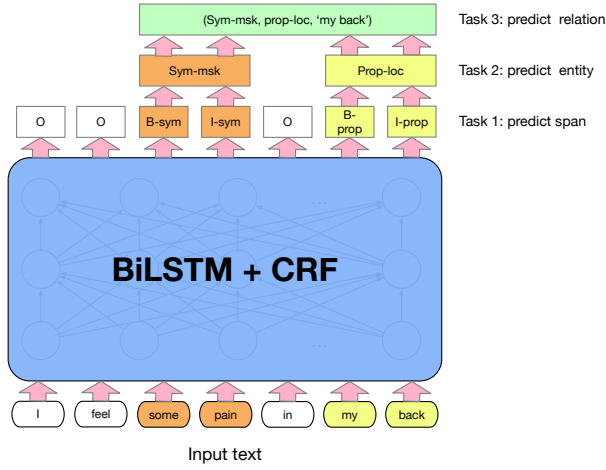 (Sym-msk, prop-loc, 'my back') Task 3: predict relation
Sym-msk Prop-loc Task 2: predict entity
O O B-sym I-sym O B-prop I-prop Task 1: predict span
...
BiLSTM + CRF
...
I feel some pain in my back
Input text